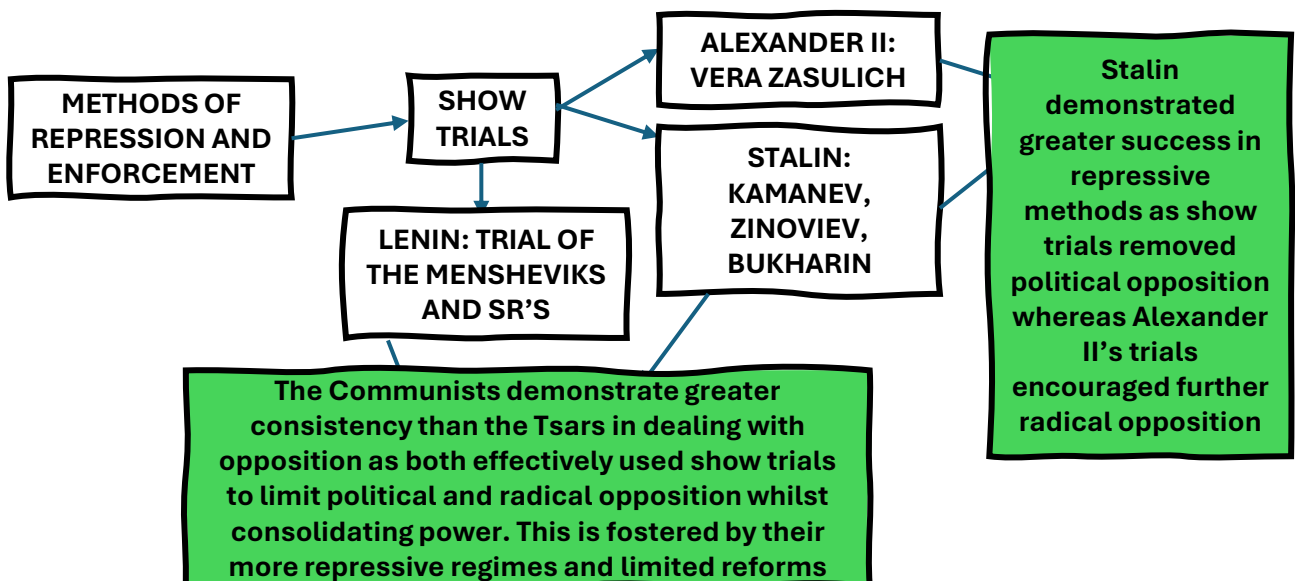 METHODS OF
REPRESSION AND
ENFORCEMENT
SHOW
TRIALS
ALEXANDER II:
VERA ZASULICH
STALIN:
KAMANEV,
ZINOVIEV,
BUKHARIN
LENIN: TRIAL OF
THE MENSHEVIKS
AND SR’S
Stalin
demonstrated
greater success in
repressive
methods as show
trials removed
political opposition
whereas Alexander
II’s trials
encouraged further
radical opposition
The Communists demonstrate greater
consistency than the Tsars in dealing with
opposition as both effectively used show trials
to limit political and radical opposition whilst
consolidating power. This is fostered by their
more repressive regimes and limited reforms